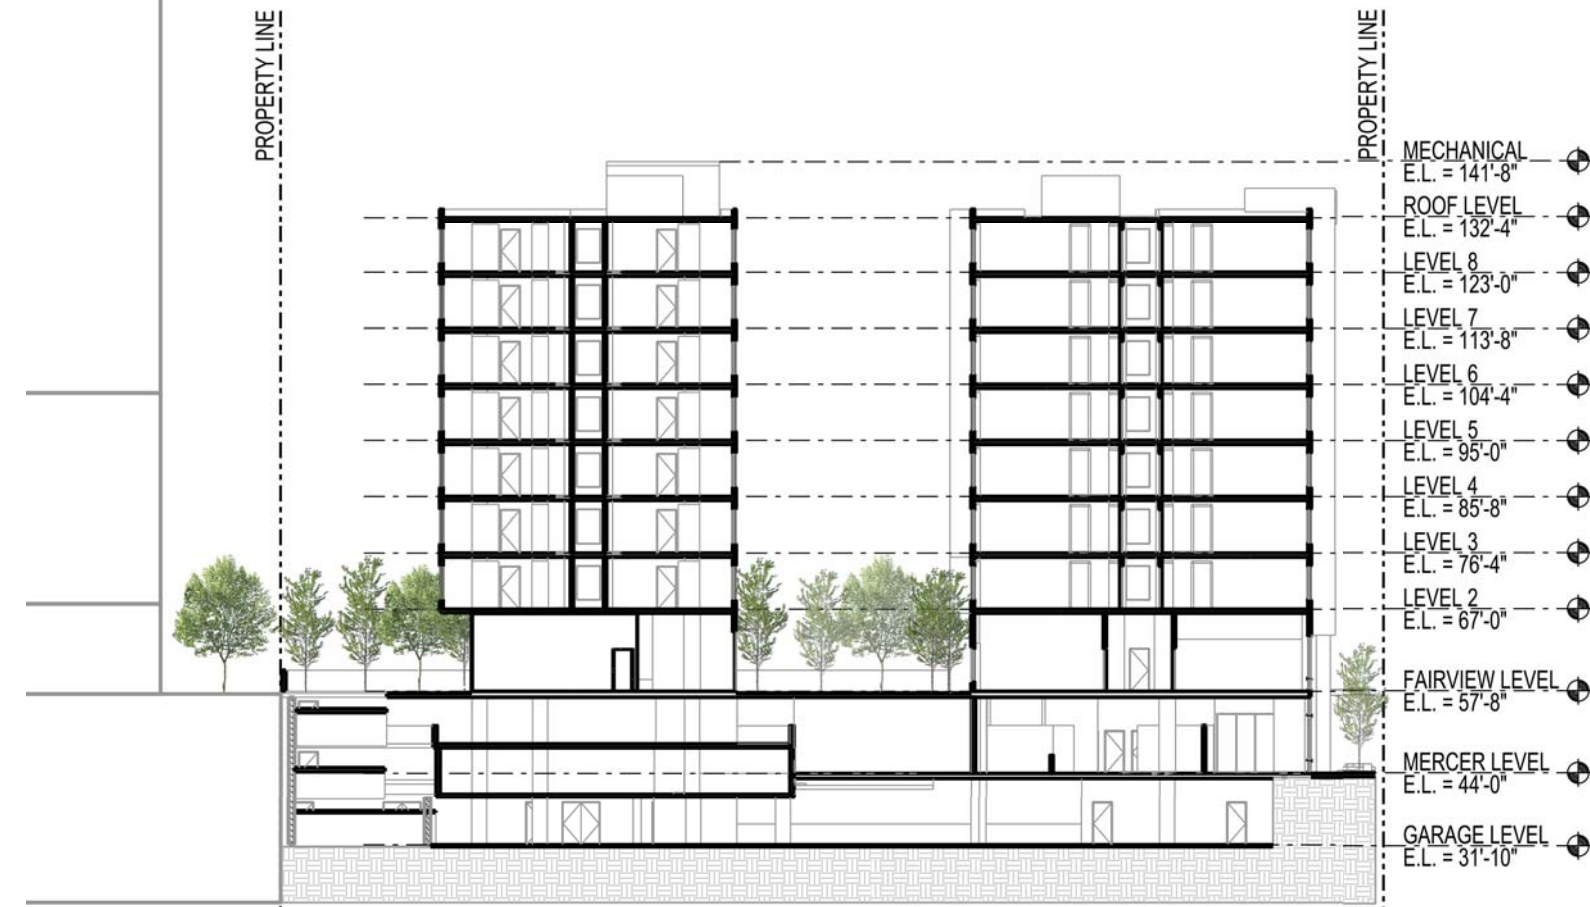 PROPERTY LINE
PROPERTY LINE
MECHANICAL
E.L. = 141'-8"
ROOF LEVEL
E.L. = 132'-4"
LEVEL 8
E.L. = 123'-0"
LEVEL 7
E.L. = 113'-8"
LEVEL 6
E.L. = 104'-4"
LEVEL 5
E.L. = 95'-0"
LEVEL 4
E.L. = 85'-8"
LEVEL 3
E.L. = 76'-4"
LEVEL 2
E.L. = 67'-0"
FAIRVIEW LEVEL
E.L. = 57'-8"
MERCER LEVEL
E.L. = 44'-0"
GARAGE LEVEL
E.L. = 31'-10"